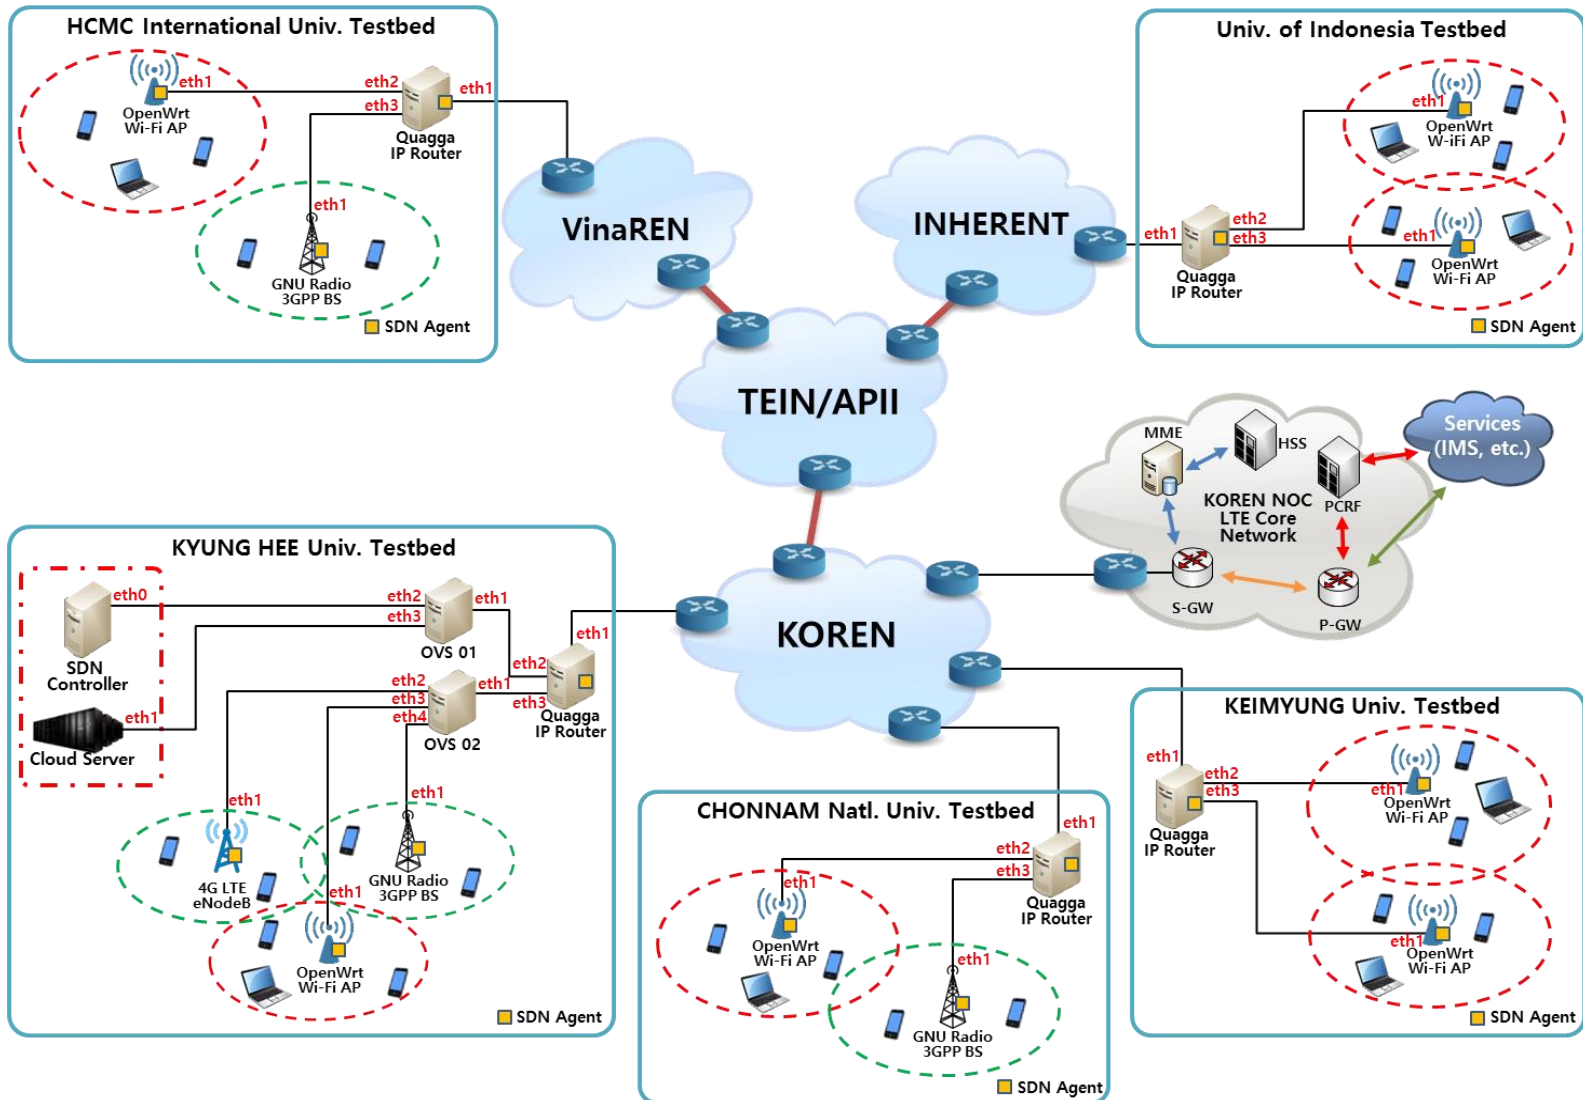 HCMC International Univ. Testbed
eth1
eth2
eth3
eth1
OpenWrt
Wi-Fi AP
Quagga
IP Router
eth1
GNU Radio
3GPP BS
SDN Agent
VinaREN
INHERENT
TEIN/APII
KOREN
Univ. of Indonesia Testbed
eth1
OpenWrt
W-iFi AP
eth1
eth2
eth3
eth1
Quagga
IP Router
OpenWrt
Wi-Fi AP
SDN Agent
MME
HSS
Services
(IMS, etc.)
PCRF
KOREN NOC
LTE Core
Network
S-GW
P-GW
KYUNG HEE Univ. Testbed
eth0
eth2
eth1
eth3
SDN
Controller
OVS 01
eth1
eth2
eth2
eth1
eth3
eth3
eth4
eth1
Quagga
IP Router
Cloud Server
OVS 02
eth1
eth1
4G LTE
eNodeB
GNU Radio
3GPP BS
eth1
OpenWrt
Wi-Fi AP
SDN Agent
CHONNAM Natl. Univ. Testbed
eth1
eth2
eth3
eth1
Quagga
IP Router
OpenWrt
Wi-Fi AP
eth1
GNU Radio
3GPP BS
SDN Agent
KEIMYUNG Univ. Testbed
eth1
eth2
eth3
eth1
OpenWrt
Wi-Fi AP
Quagga
IP Router
eth1
OpenWrt
Wi-Fi AP
SDN Agent